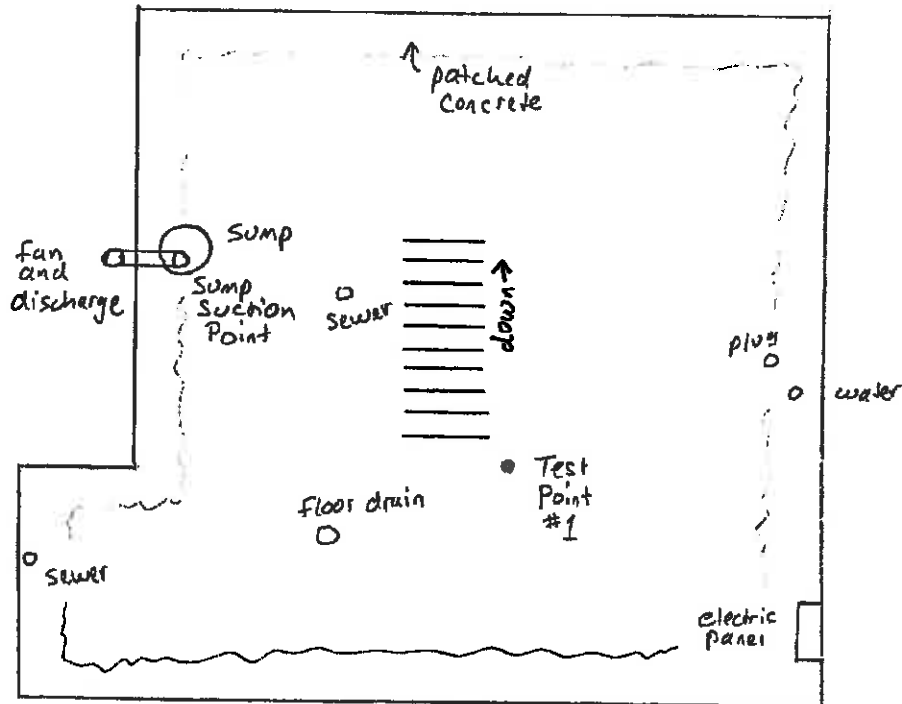 patched
concrete
Sump
fan
and
discharge
Sump
Suction
Point
sewer
down
plug
water
Test
Point
#1
floor drain
sewer
electric
panel